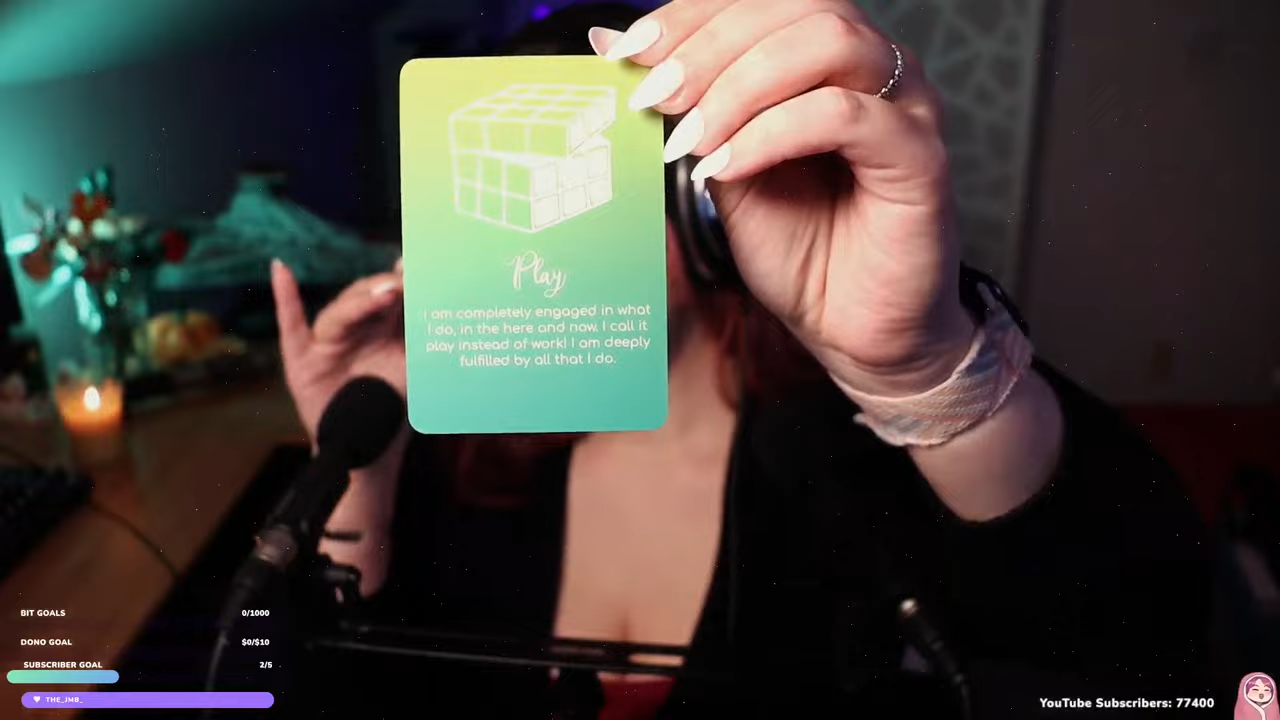 Play
I am completely engaged in what
I do, in the here and now. I call it
play instead of work! I am deeply
fulfilled by all that I do.
BIT GOALS 0/1000
DONO GOAL $0/$10
SUBSCRIBER GOAL 2/5
THE_JMB_
YouTube Subscribers: 77400